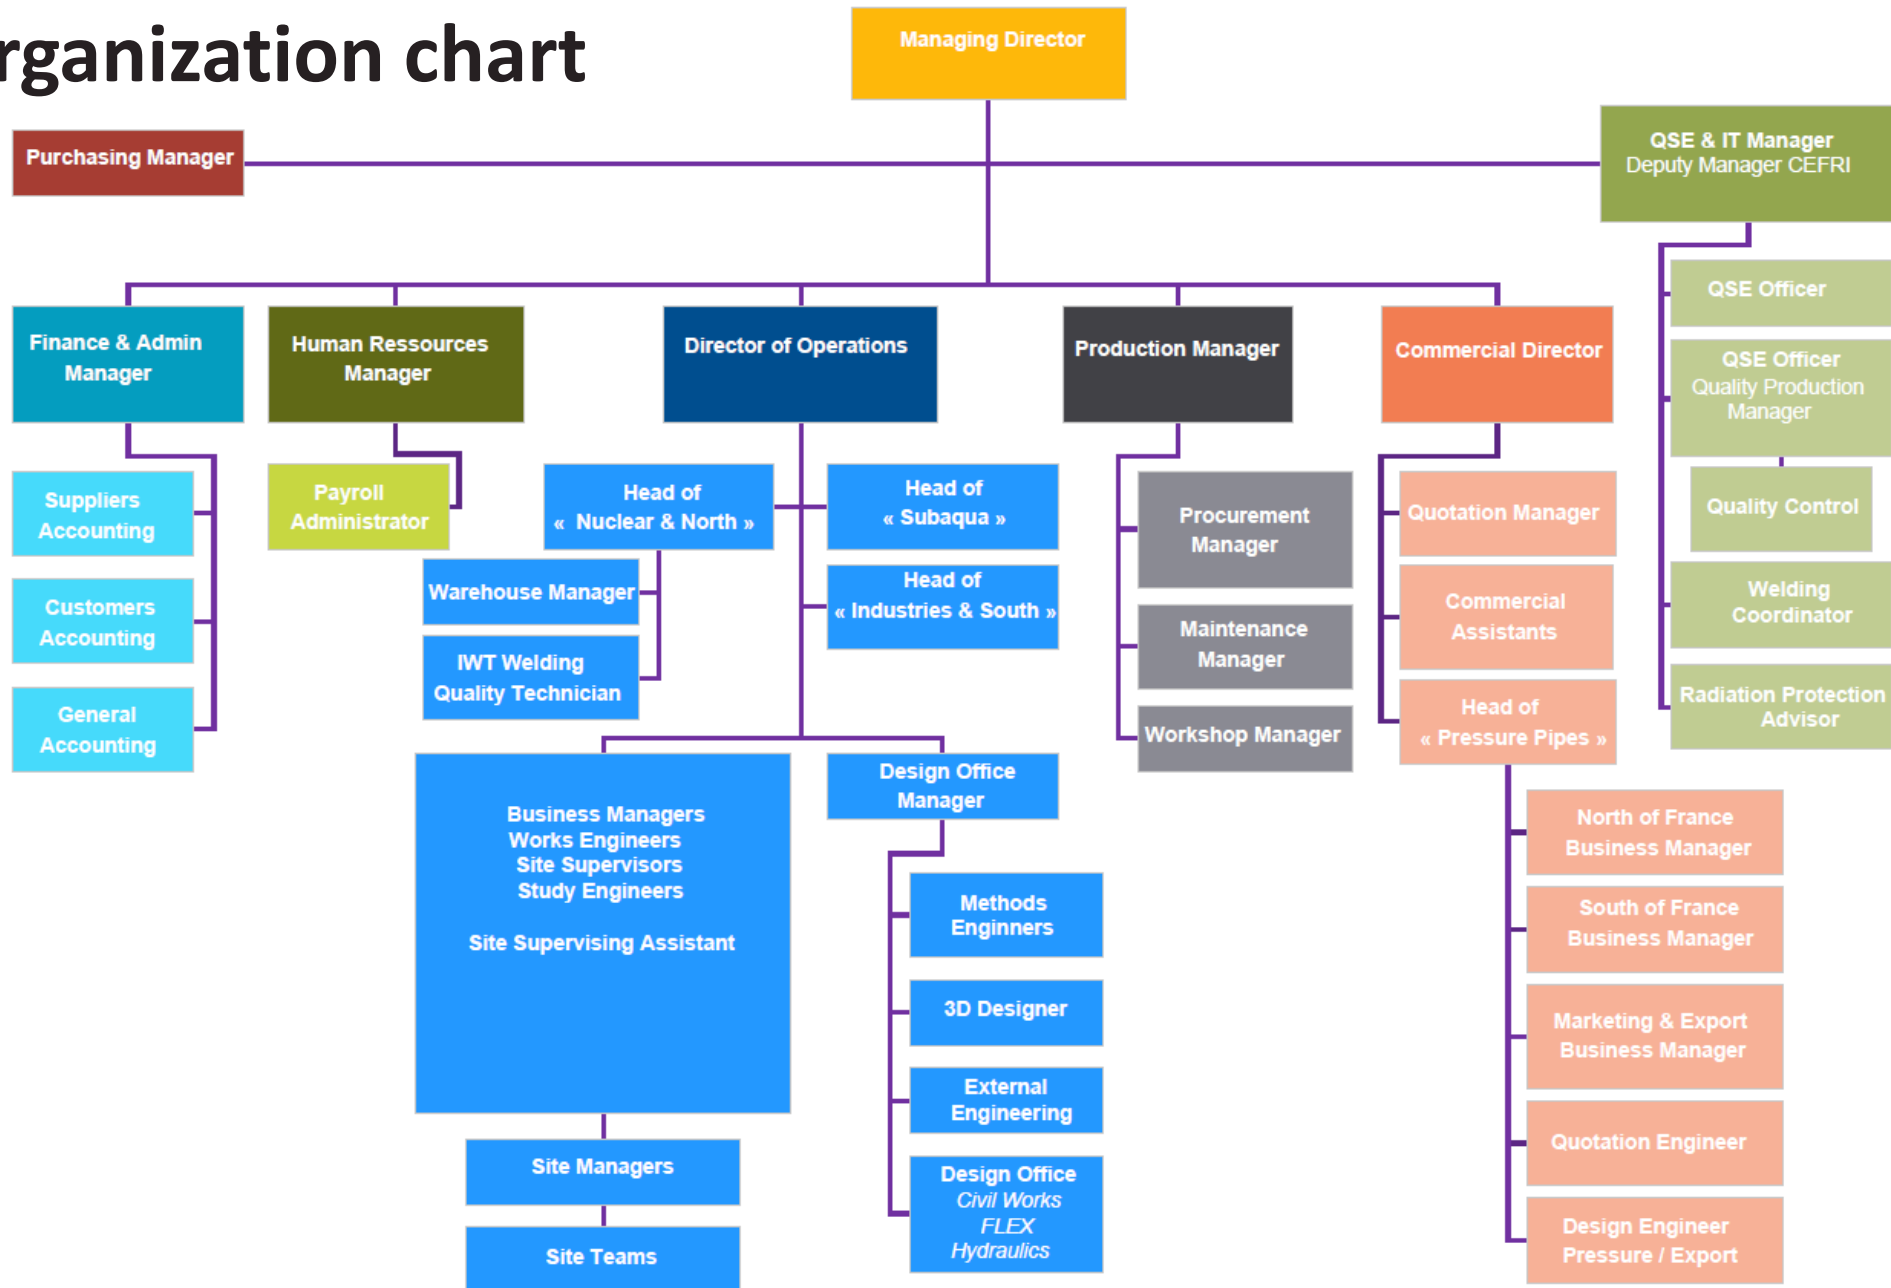 rganization chart
Managing Director
Purchasing Manager
QSE & IT Manager
Deputy Manager CEFRI
Finance & Admin
Manager
Human Ressources
Manager
Director of Operations
Production Manager
Commercial Director
Suppliers
Accounting
Customers
Accounting
General
Accounting
Payroll
Administrator
Head of
« Nuclear & North »
Warehouse Manager
IWT Welding
Quality Technician
Head of
« Subaqua »
Head of
« Industries & South »
Business Managers
Works Engineers
Site Supervisors
Study Engineers
Site Supervising Assistant
Site Managers
Site Teams
Design Office
Manager
Methods
Enginners
3D Designer
External
Engineering
Design Office
Civil Works
FLEX
Hydraulics
Procurement
Manager
Maintenance
Manager
Workshop Manager
Quotation Manager
Commercial
Assistants
Head of
« Pressure Pipes »
North of France
Business Manager
South of France
Business Manager
Marketing & Export
Business Manager
Quotation Engineer
Design Engineer
Pressure / Export
QSE Officer
QSE Officer
Quality Production
Manager
Quality Control
Welding
Coordinator
Radiation Protection
Advisor